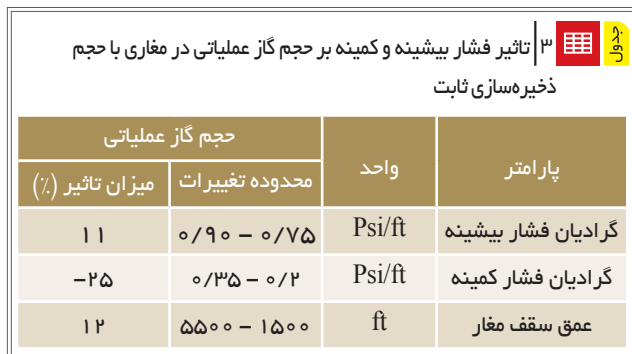 جدول ۳ | تاثیر فشار بیشینه و کمینه بر حجم گاز عملیاتی در مغاری با حجم
ذخیره‌سازی ثابت
پارامتر واحد حجم گاز عملیاتی
محدوده تغییرات میزان تاثیر (٪)
گرادیان فشار بیشینه Psi/ft ۰/۷۵ – ۰/۹۰ ۱۱
گرادیان فشار کمینه Psi/ft ۰/۲ – ۰/۳۵ −۲۵
عمق سقف مغار ft ۱۵۰۰ – ۵۵۰۰ ۱۲